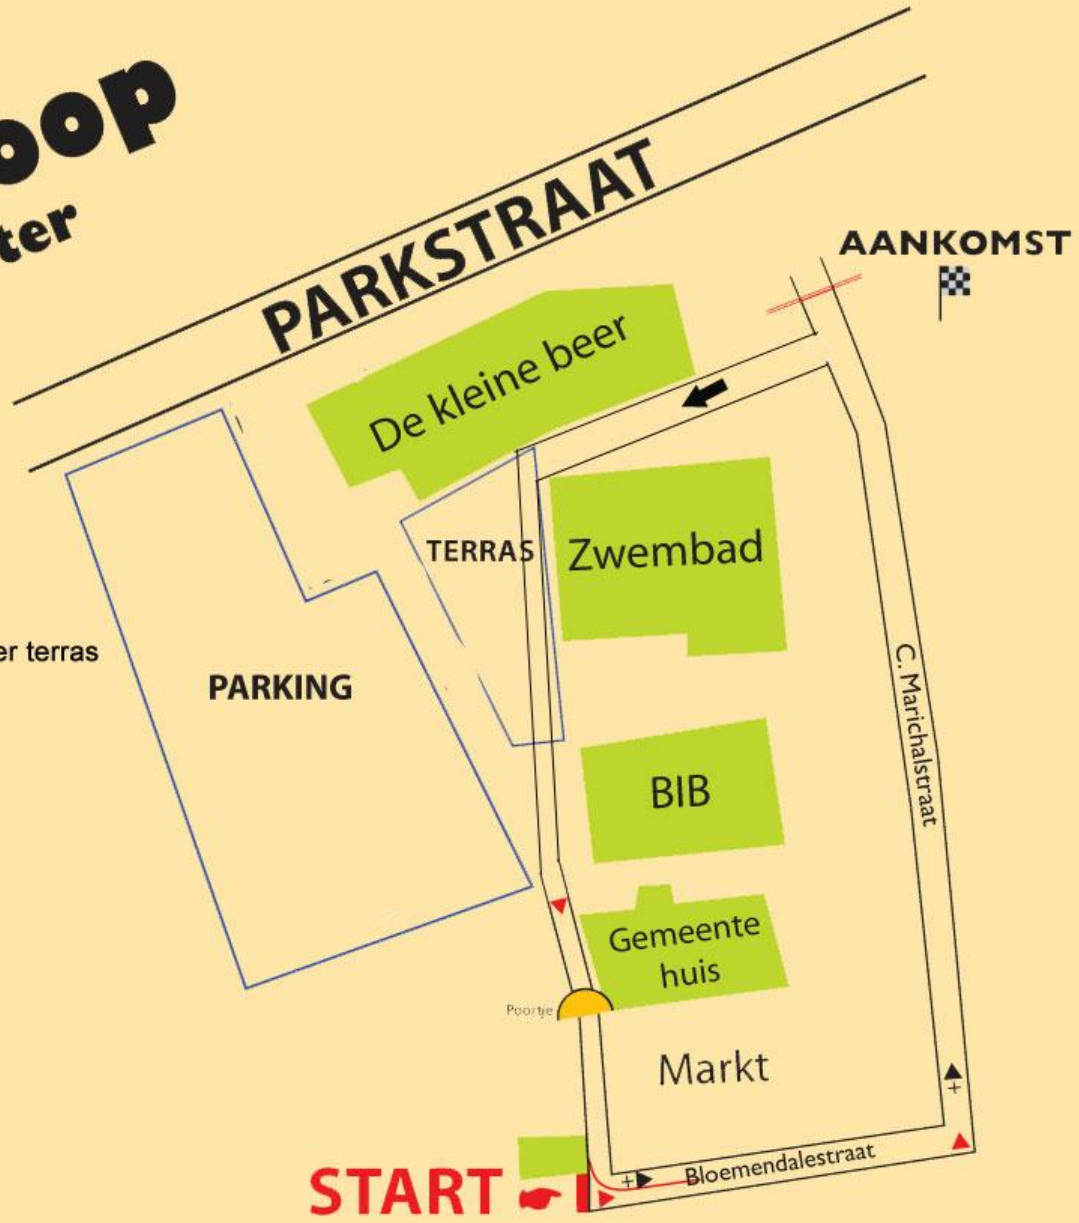 oop
ter
PARKSTRAAT
AANKOMST
De kleine beer
TERRAS
Zwembad
er terras
PARKING
C. Marichalstraat
BIB
Gemeente
huis
Poortje
Markt
Bloemendalestraat
START